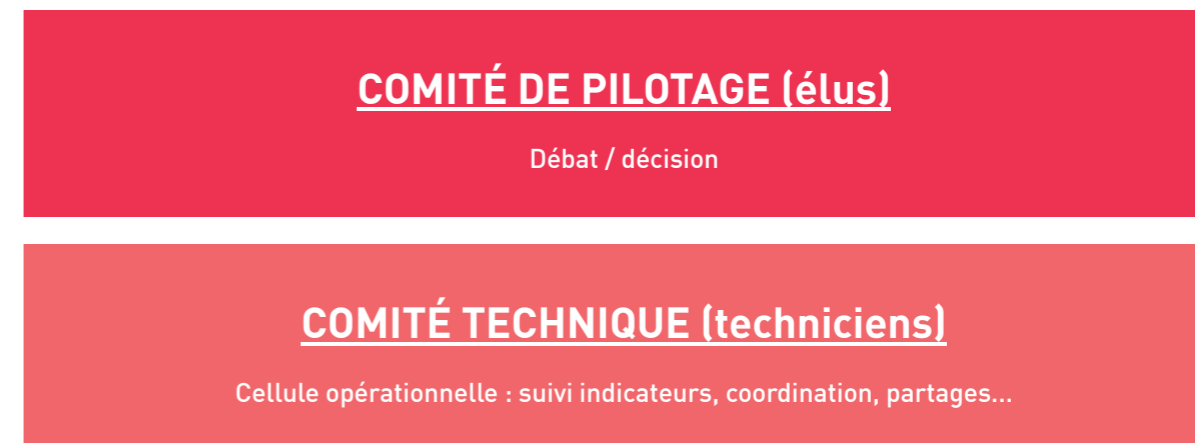 COMITÉ DE PILOTAGE (élus)
Débat / décision
COMITÉ TECHNIQUE (techniciens)
Cellule opérationnelle : suivi indicateurs, coordination, partages...